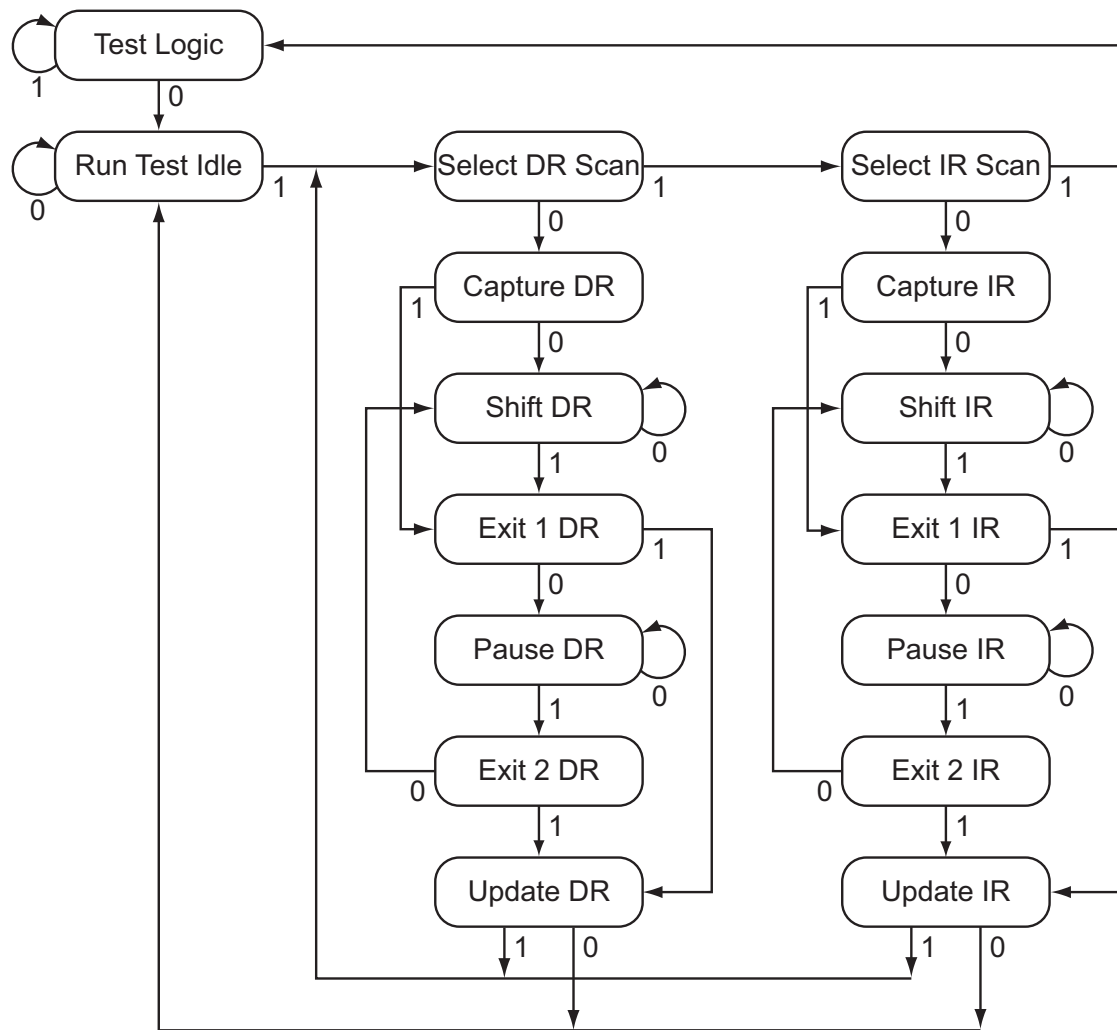 Test Logic
1
0
Run Test Idle
Select DR Scan
Select IR Scan
1
1
1
0
0
0
Capture DR
Capture IR
1
1
0
0
Shift DR
Shift IR
0
0
1
1
Exit 1 DR
Exit 1 IR
1
1
0
0
Pause DR
Pause IR
0
0
1
1
Exit 2 DR
Exit 2 IR
0
0
1
1
Update DR
Update IR
1
0
1
0